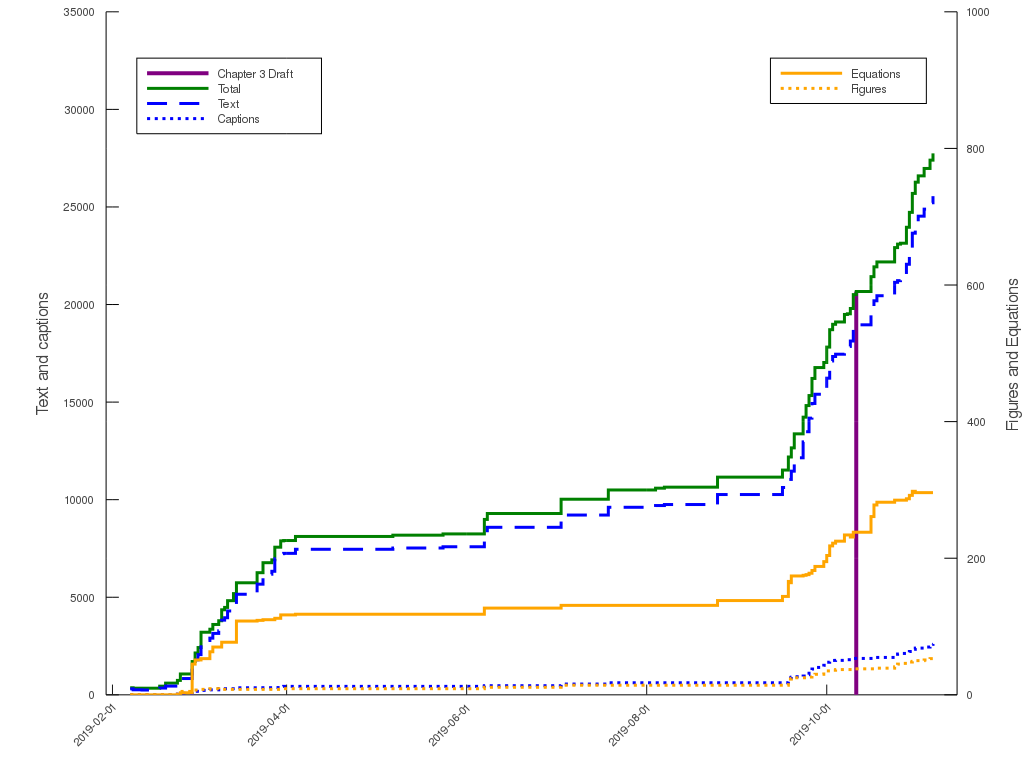 35000
30000
25000
20000
15000
10000
5000
0
1000
800
600
400
200
0
Chapter 3 Draft
Total
Text
Captions
Equations
Figures
Text and captions
Figures and Equations
2019-02-01
2019-04-01
2019-06-01
2019-08-01
2019-10-01